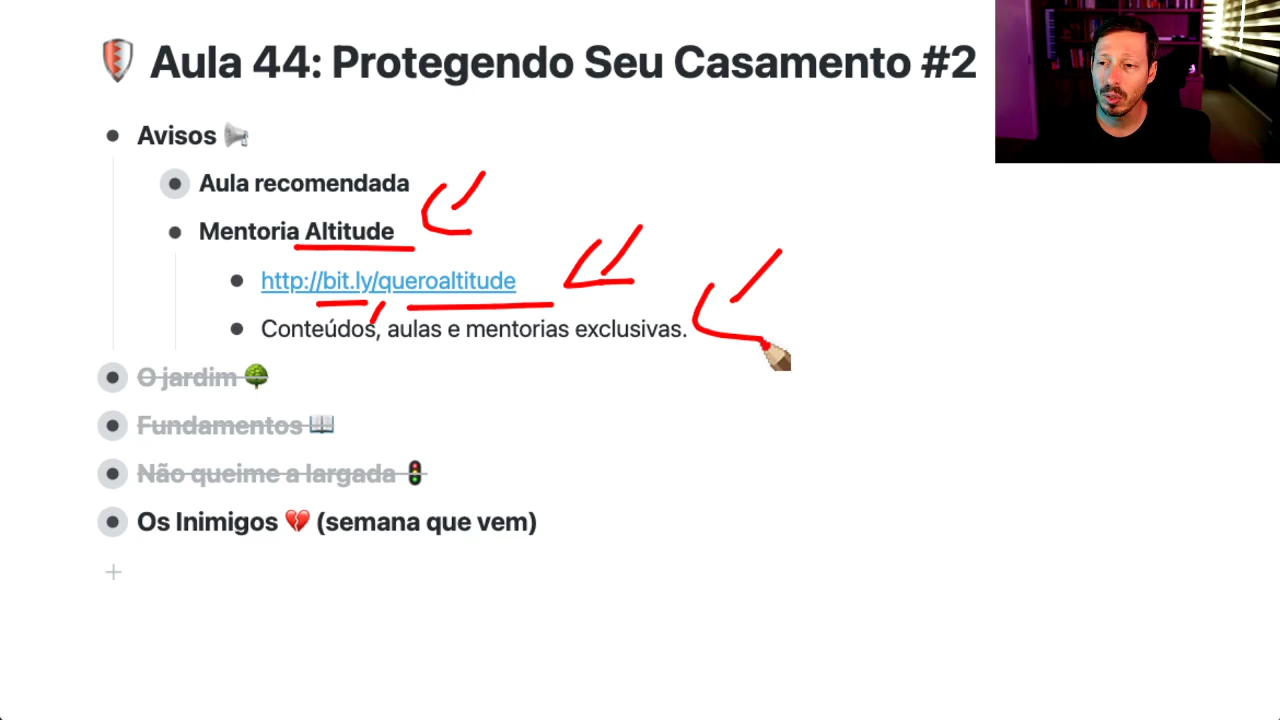 Aula 44: Protegendo Seu Casamento #2
Avisos
Aula recomendada
Mentoria Altitude
http://bit.ly/queroaltitude
Conteúdos, aulas e mentorias exclusivas.
O jardim
Fundamentos
Não queime a largada
Os Inimigos 💔 (semana que vem)